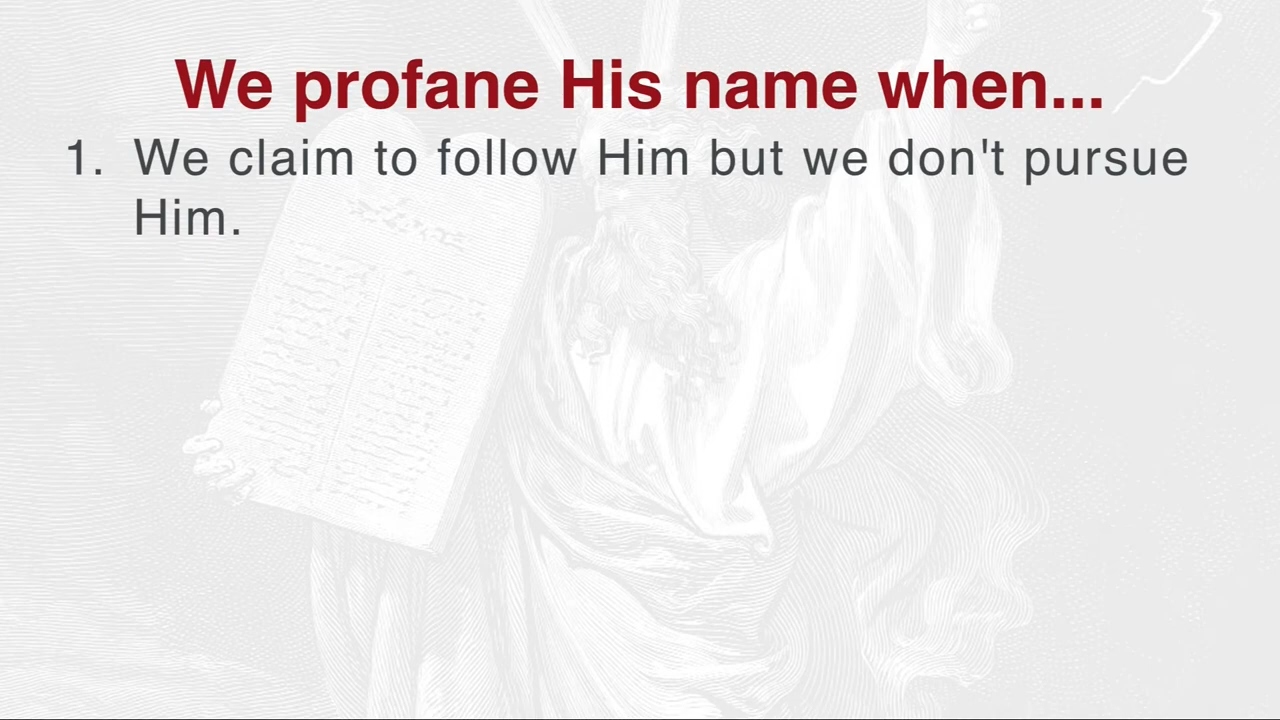 We profane His name when...
1. We claim to follow Him but we don't pursue
Him.